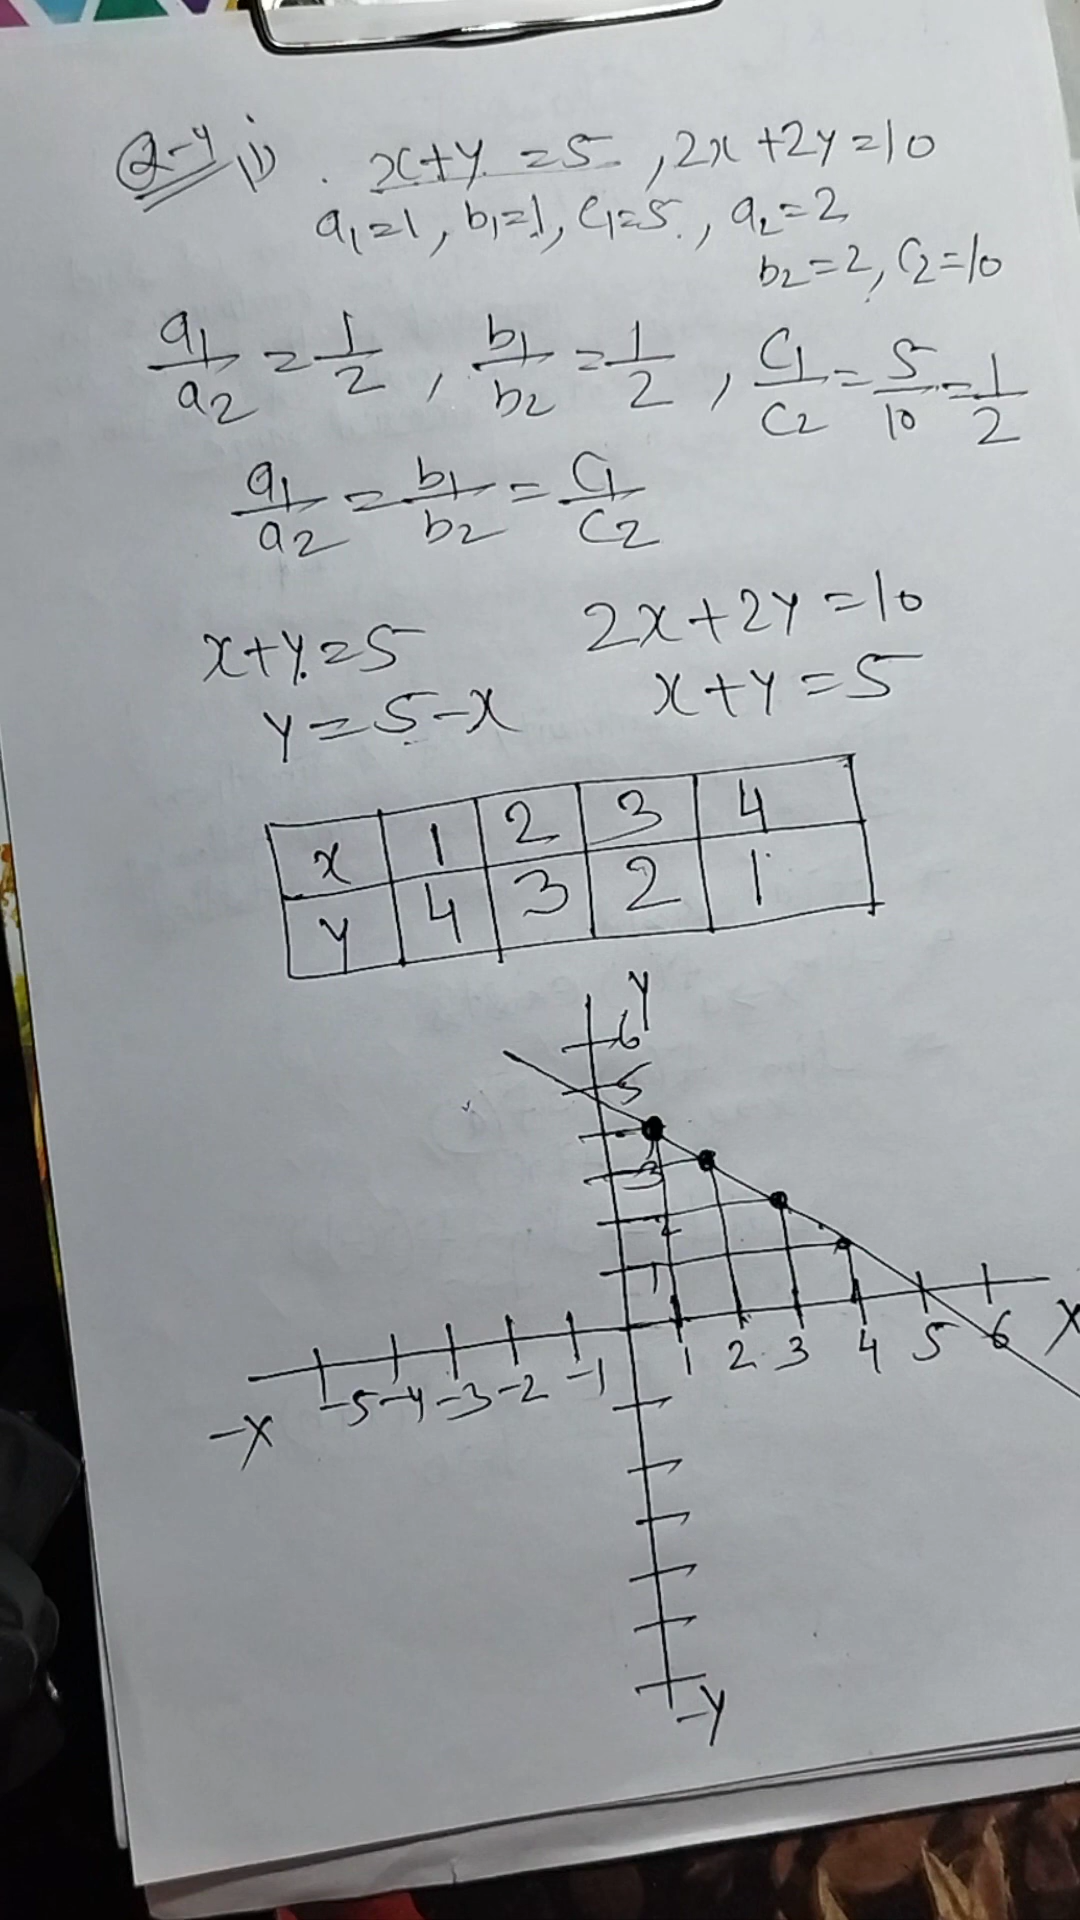 Q-4 i) x+y=5, 2x+2y=10
a₁=1, b₁=1, c₁=5, a₂=2
b₂=2, c₂=10
a₁/a₂ = 1/2, b₁/b₂ = 1/2, c₁/c₂ = 5/10 = 1/2
a₁/a₂ = b₁/b₂ = c₁/c₂
x+y=5 2x+2y=10
y=5-x x+y=5
x 1 2 3 4
y 4 3 2 1
Y
6
5
3
2
1
-X -5 -4 -3 -2 -1 1 2 3 4 5 6 X
-Y